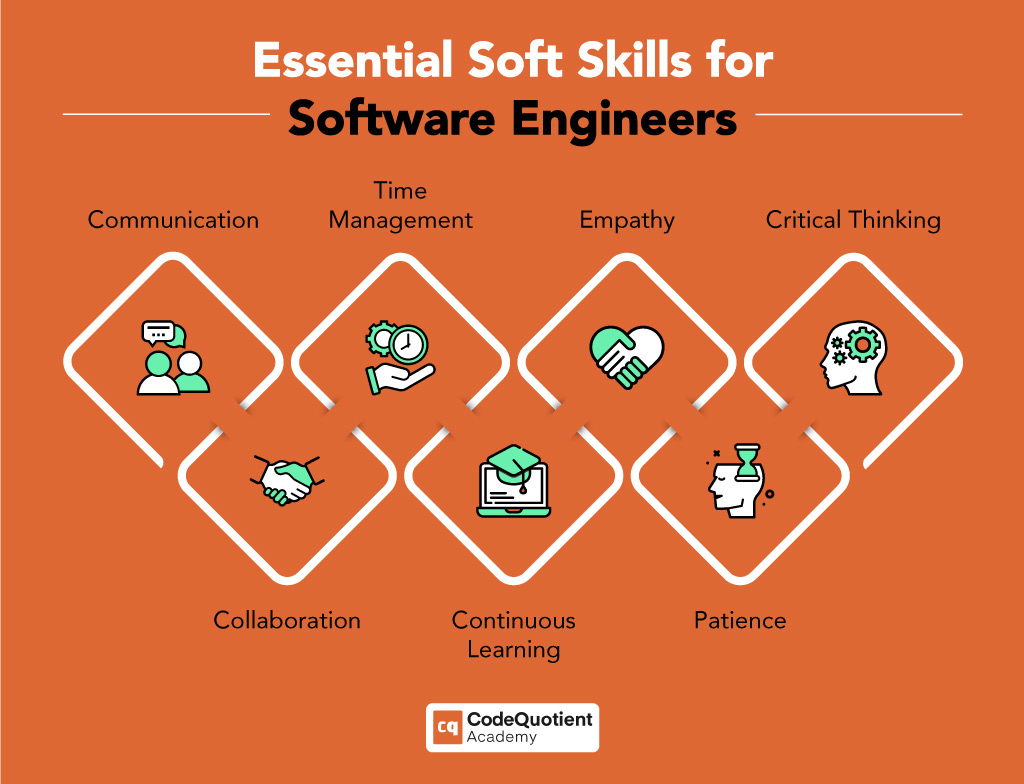 Essential Soft Skills for
Software Engineers
Communication
Time
Management
Empathy
Critical Thinking
Collaboration
Continuous
Learning
Patience
cq
CodeQuotient
Academy